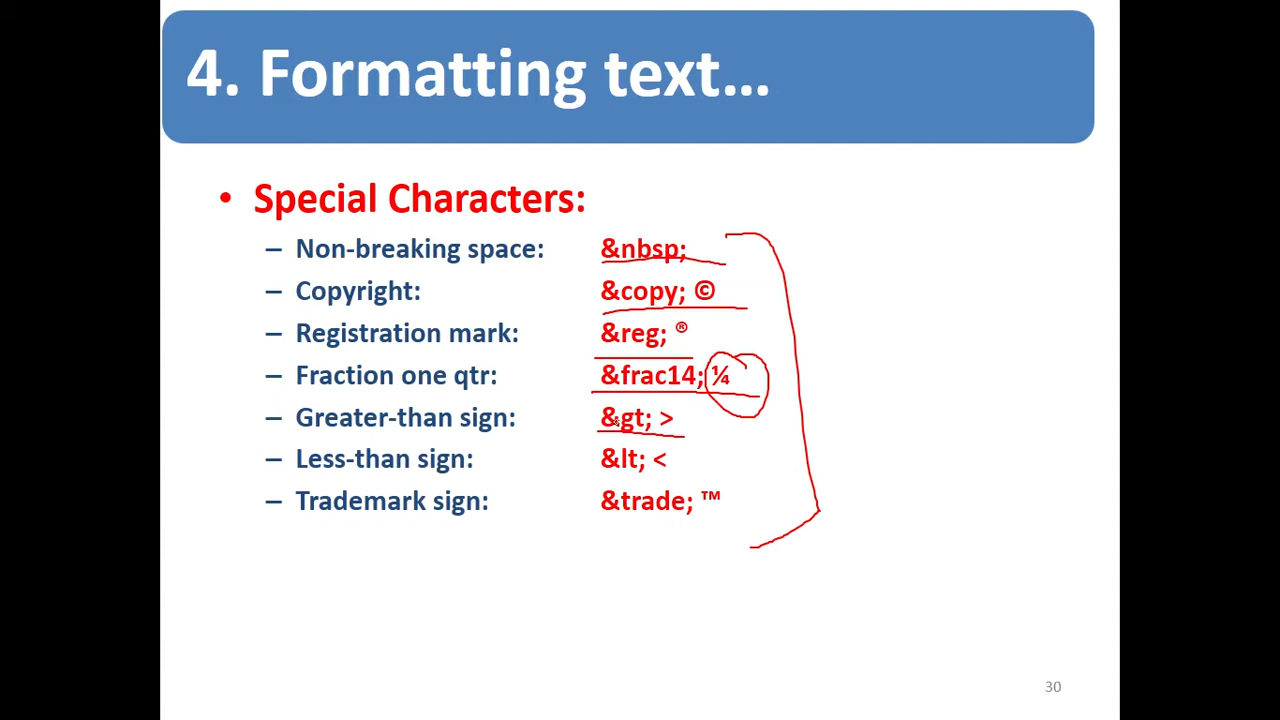 4. Formatting text...
• Special Characters:
– Non-breaking space: &nbsp;
– Copyright: &copy; ©
– Registration mark: &reg; ®
– Fraction one qtr: &frac14; ¼
– Greater-than sign: &gt; >
– Less-than sign: &lt; <
– Trademark sign: &trade; ™
30